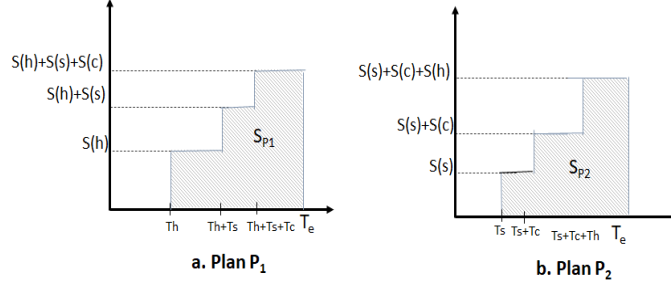 S(h)+S(s)+S(c)
S(h)+S(s)
S(h)
S_P1
Th
Th+Ts
Th+Ts+Tc
T_e
a. Plan P_1
S(s)+S(c)+S(h)
S(s)+S(c)
S(s)
S_P2
Ts
Ts+Tc
Ts+Tc+Th
T_e
b. Plan P_2